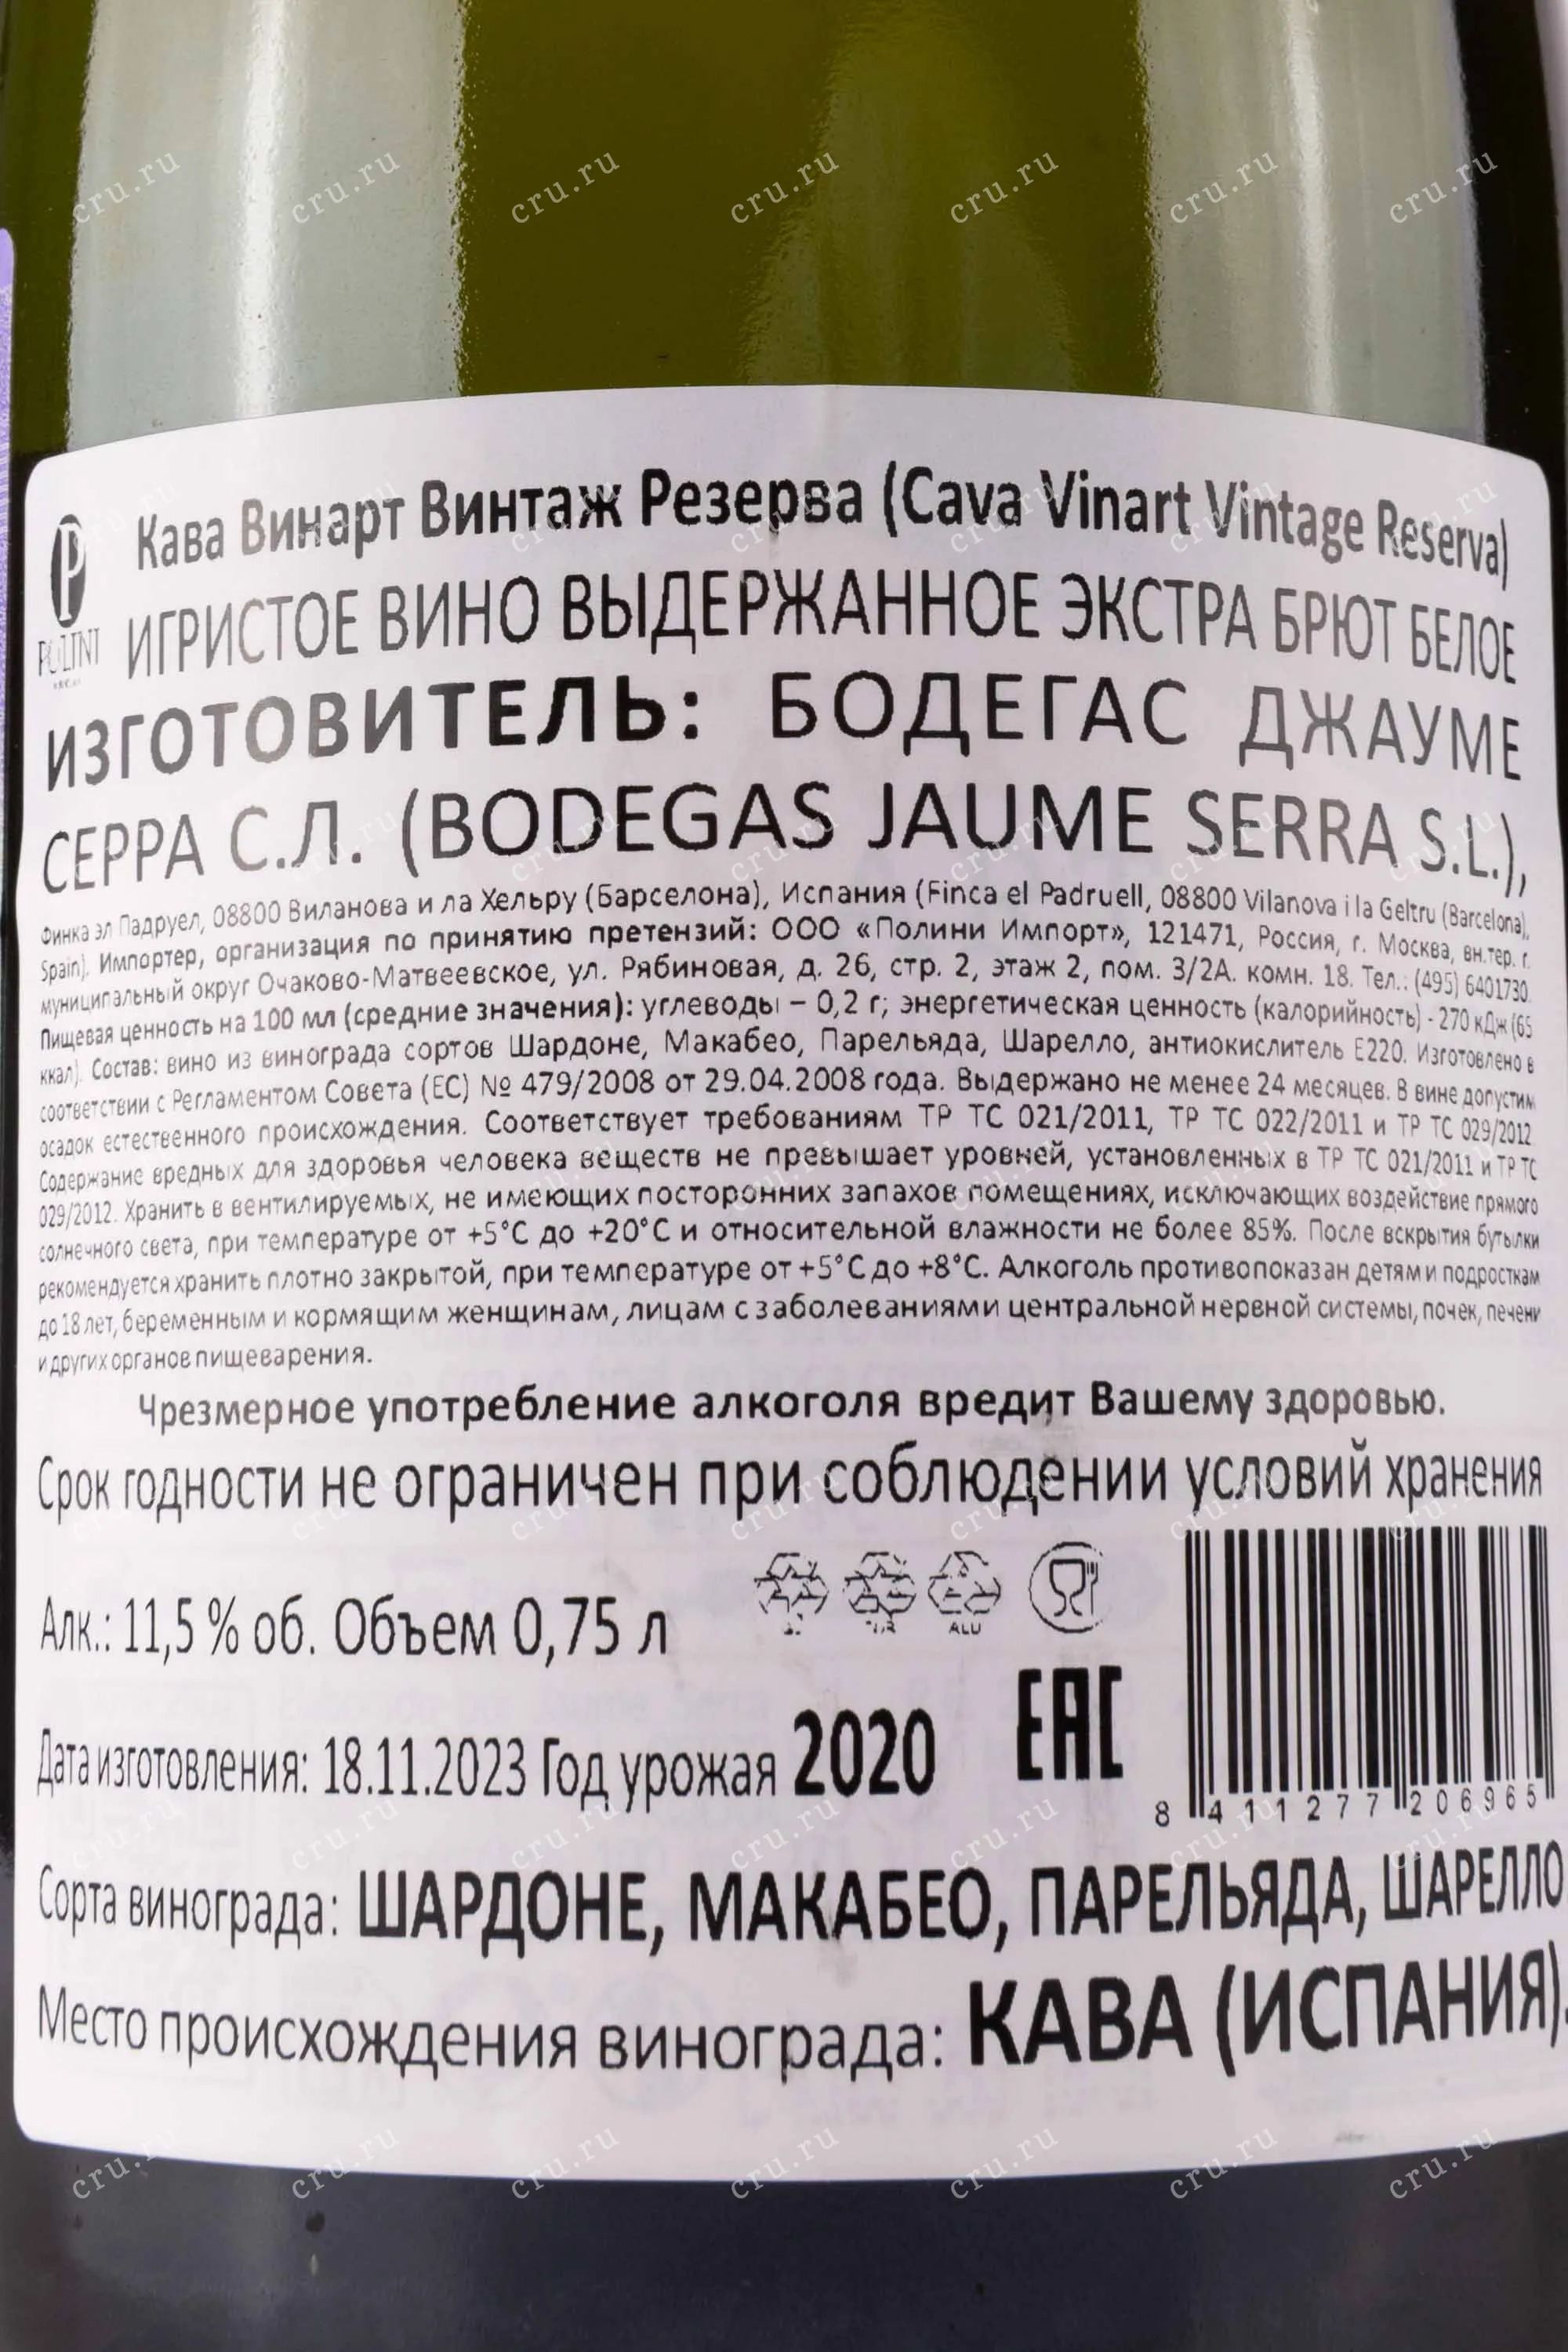 Кава Винарт Винтаж Резерва (Cava Vinart Vintage Reserva)
POLINI
ИГРИСТОЕ ВИНО ВЫДЕРЖАННОЕ ЭКСТРА БРЮТ БЕЛОЕ
ИЗГОТОВИТЕЛЬ: БОДЕГАС ДЖАУМЕ
СЕРРА С.Л. (BODEGAS JAUME SERRA S.L.),
Финка эл Падруел, 08800 Виланова и ла Хельру (Барселона), Испания (Finca el Padruell, 08800 Vilanova i la Geltru (Barcelona),
Spain). Импортер, организация по принятию претензий: ООО «Полини Импорт», 121471, Россия, г. Москва, вн.тер. г.
муниципальный округ Очаково-Матвеевское, ул. Рябиновая, д. 26, стр. 2, этаж 2, пом. 3/2А. комн. 18. Тел.: (495) 6401730.
Пищевая ценность на 100 мл (средние значения): углеводы – 0,2 г; энергетическая ценность (калорийность) - 270 кДж (65
ккал). Состав: вино из винограда сортов Шардоне, Макабео, Парельяда, Шарелло, антиокислитель Е220. Изготовлено в
соответствии с Регламентом Совета (ЕС) № 479/2008 от 29.04.2008 года. Выдержано не менее 24 месяцев. В вине допустим
осадок естественного происхождения. Соответствует требованиям ТР ТС 021/2011, ТР ТС 022/2011 и ТР ТС 029/2012
Содержание вредных для здоровья человека веществ не превышает уровней, установленных в ТР ТС 021/2011 и ТР ТС
029/2012. Хранить в вентилируемых, не имеющих посторонних запахов помещениях, исключающих воздействие прямого
солнечного света, при температуре от +5°С до +20°С и относительной влажности не более 85%. После вскрытия бутылки
рекомендуется хранить плотно закрытой, при температуре от +5°С до +8°С. Алкоголь противопоказан детям и подросткам
до 18 лет, беременным и кормящим женщинам, лицам с заболеваниями центральной нервной системы, почек, печени
и других органов пищеварения.
Чрезмерное употребление алкоголя вредит Вашему здоровью.
Срок годности не ограничен при соблюдении условий хранения
Алк.: 11,5 % об. Объем 0,75 л
ALU
Дата изготовления: 18.11.2023 Год урожая 2020
EAC
8 411277 206965
Сорта винограда: ШАРДОНЕ, МАКАБЕО, ПАРЕЛЬЯДА, ШАРЕЛЛО
Место происхождения винограда: КАВА (ИСПАНИЯ).
cru.ru